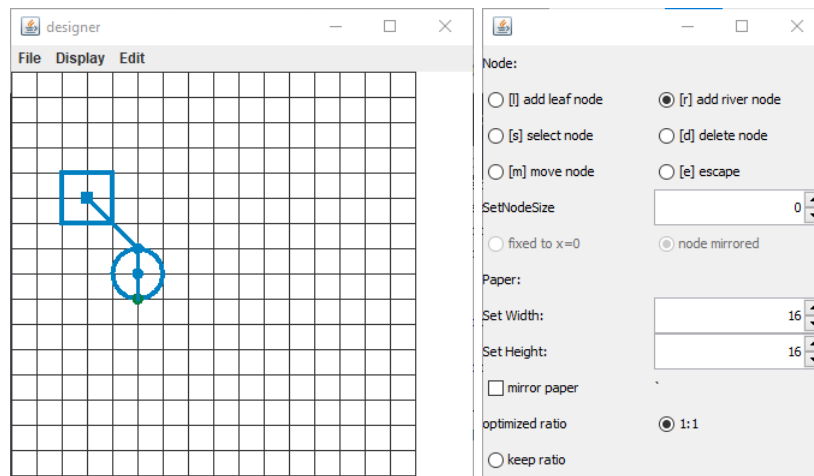 designer
File Display Edit
Node:
[l] add leaf node
[r] add river node
[s] select node
[d] delete node
[m] move node
[e] escape
SetNodeSize
0
fixed to x=0
node mirrored
Paper:
Set Width:
16
Set Height:
16
mirror paper
`
optimized ratio
1:1
keep ratio